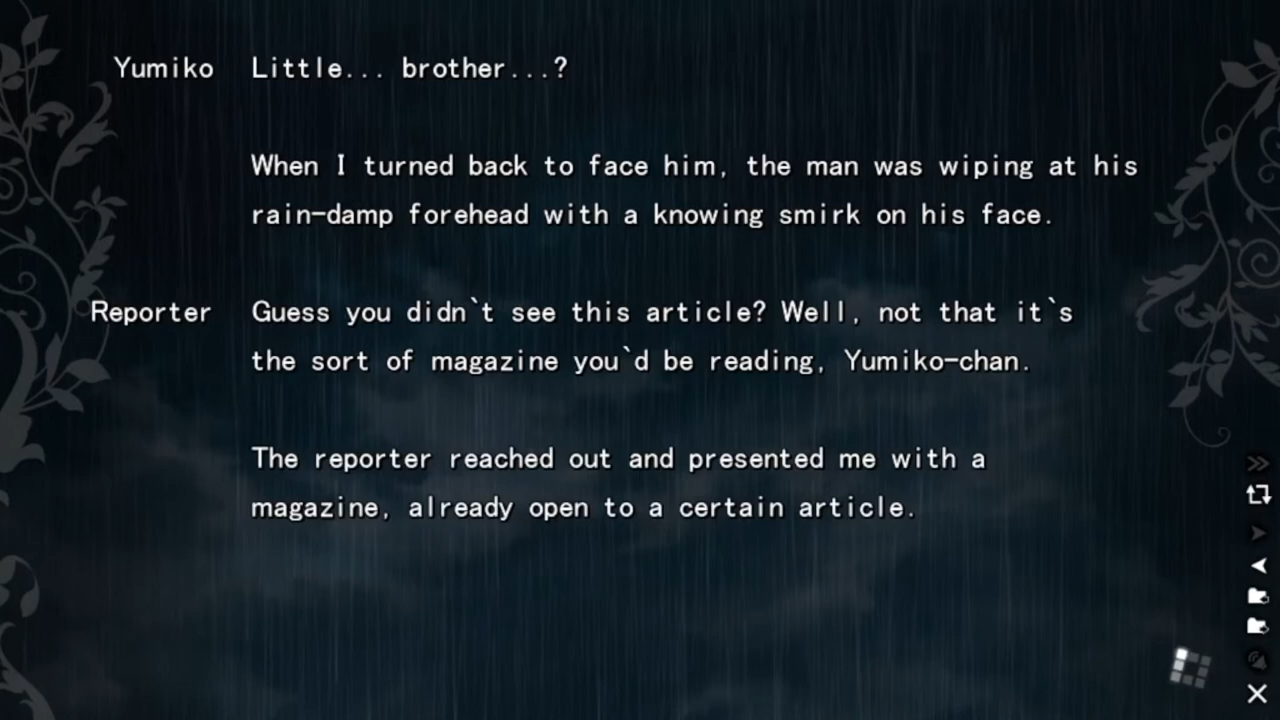 Yumiko Little... brother...?
When I turned back to face him, the man was wiping at his
rain-damp forehead with a knowing smirk on his face.
Reporter Guess you didn`t see this article? Well, not that it`s
the sort of magazine you`d be reading, Yumiko-chan.
The reporter reached out and presented me with a
magazine, already open to a certain article.